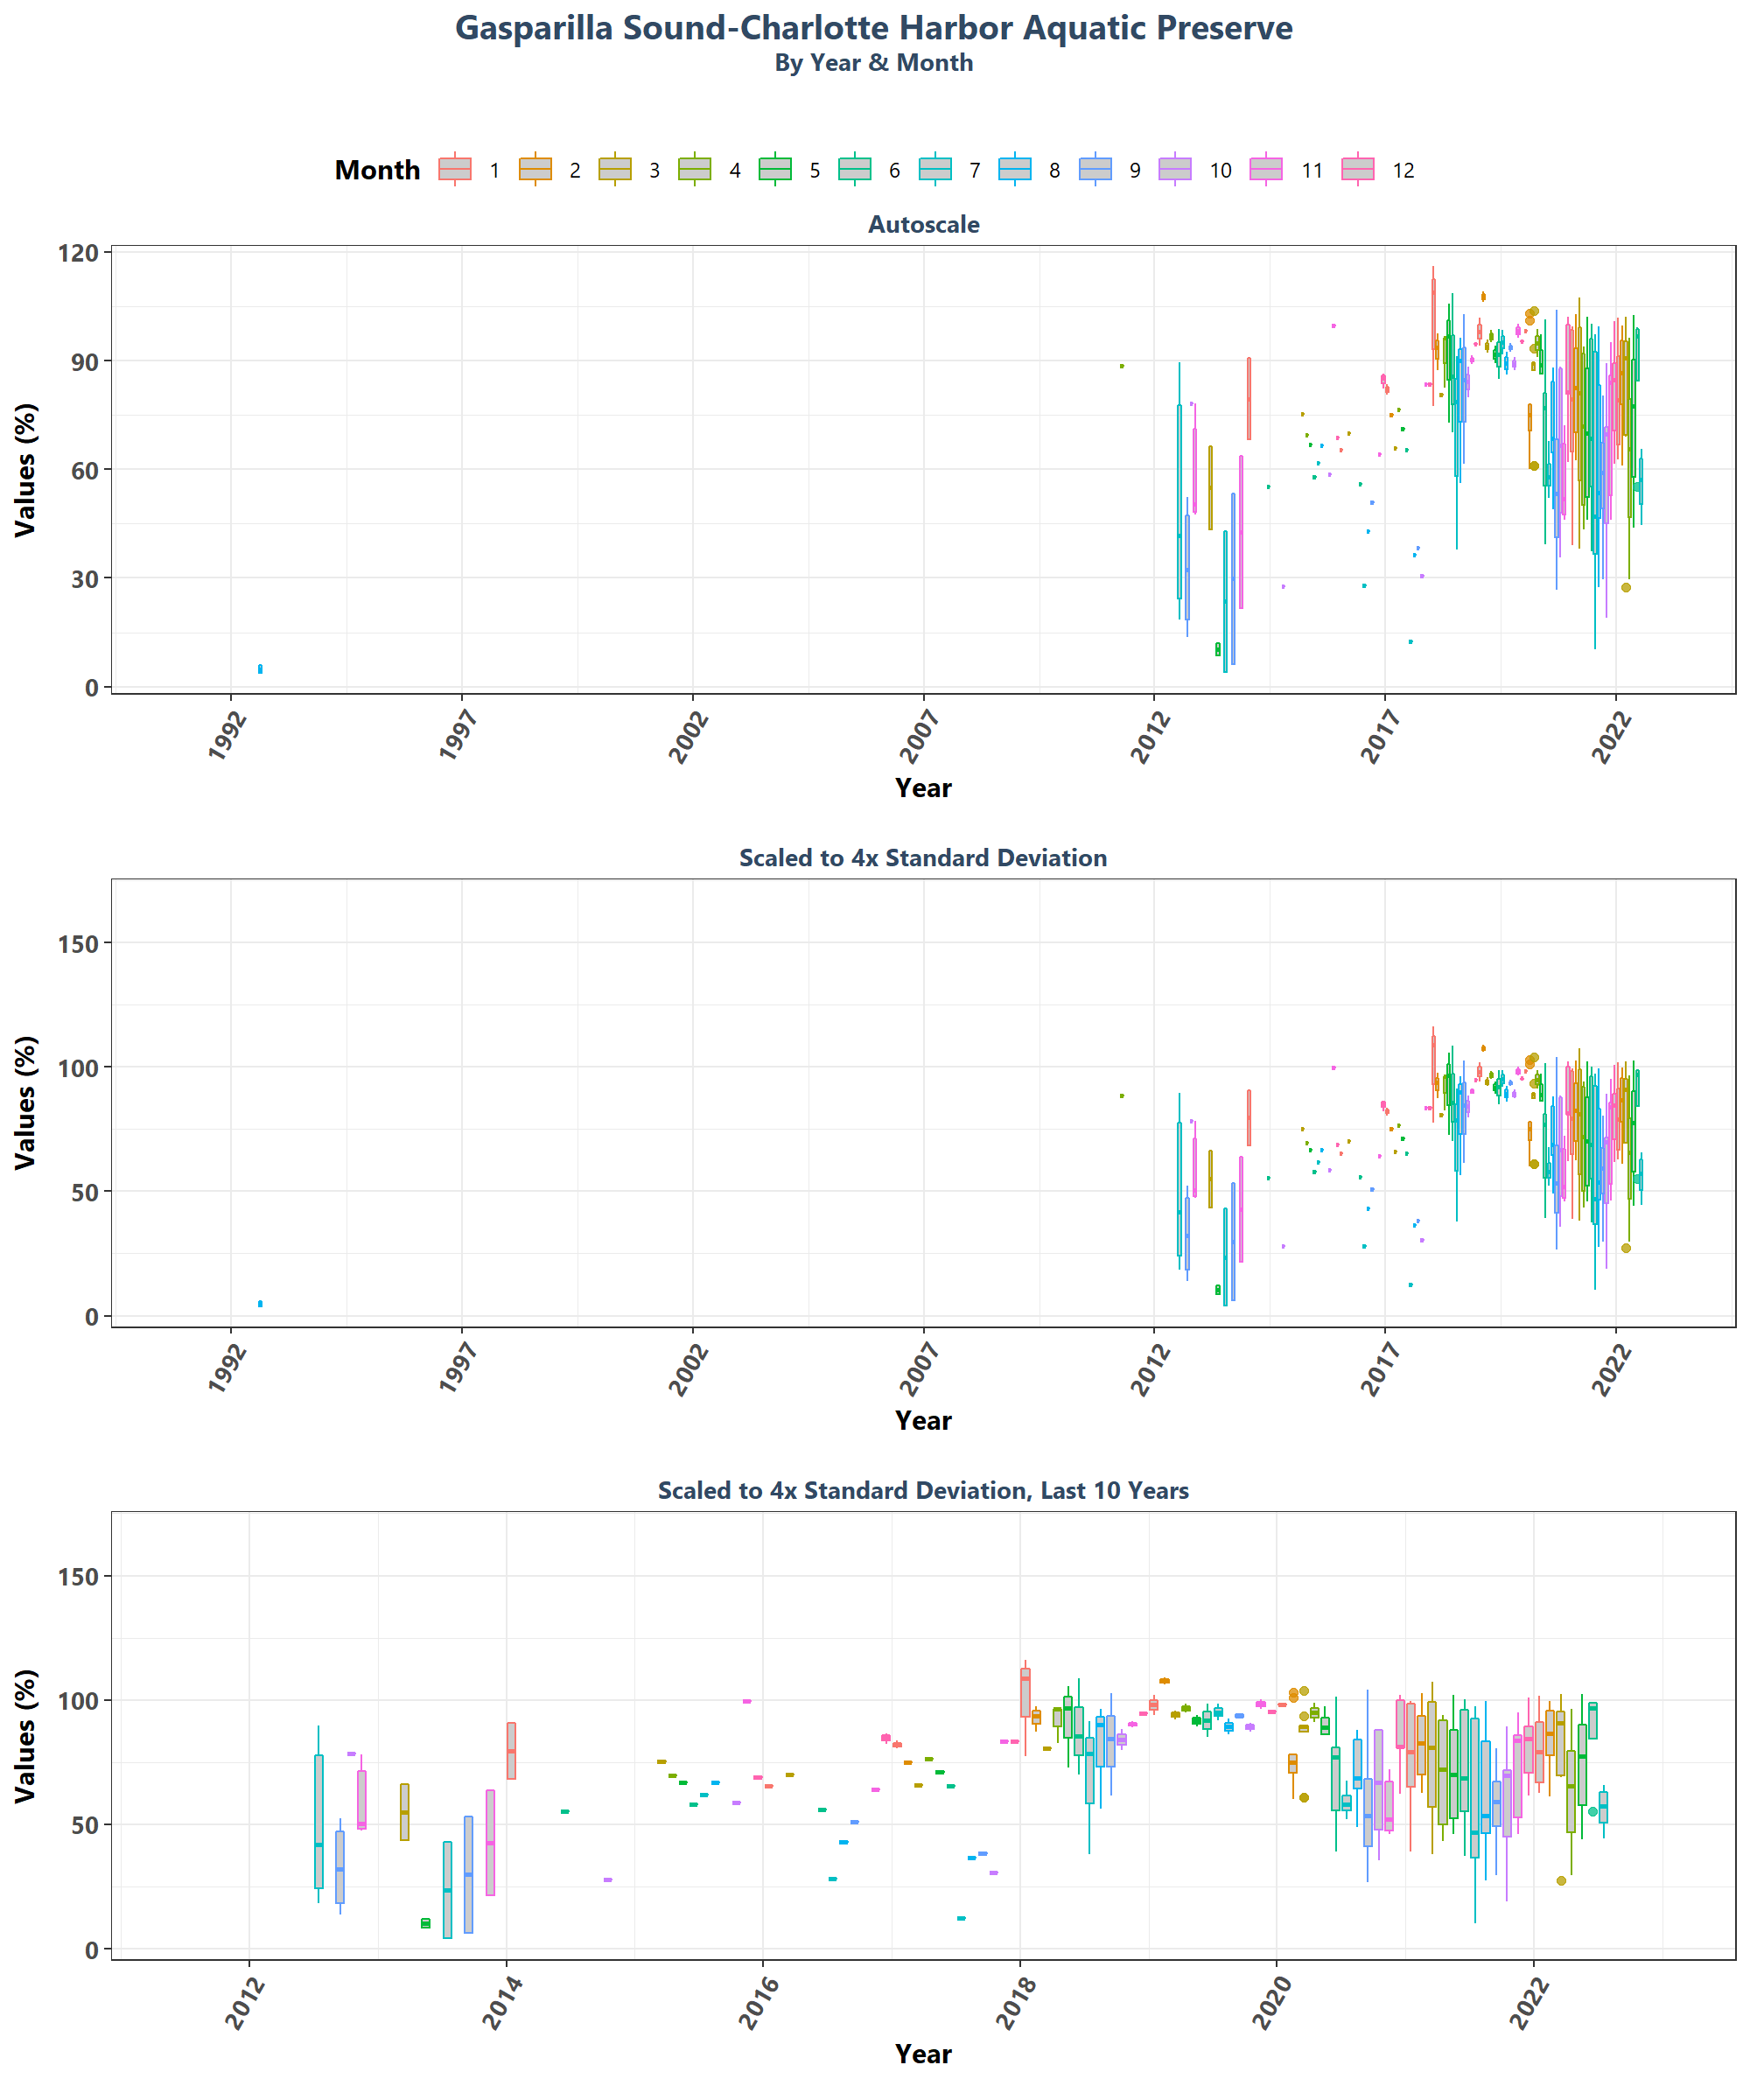 Gasparilla Sound-Charlotte Harbor Aquatic Preserve
By Year & Month
Month 1 2 3 4 5 6 7 8 9 10 11 12
Autoscale
Values (%)
120
90
60
30
0
1992 1997 2002 2007 2012 2017 2022
Year
Scaled to 4x Standard Deviation
Values (%)
150
100
50
0
1992 1997 2002 2007 2012 2017 2022
Year
Scaled to 4x Standard Deviation, Last 10 Years
Values (%)
150
100
50
0
2012 2014 2016 2018 2020 2022
Year